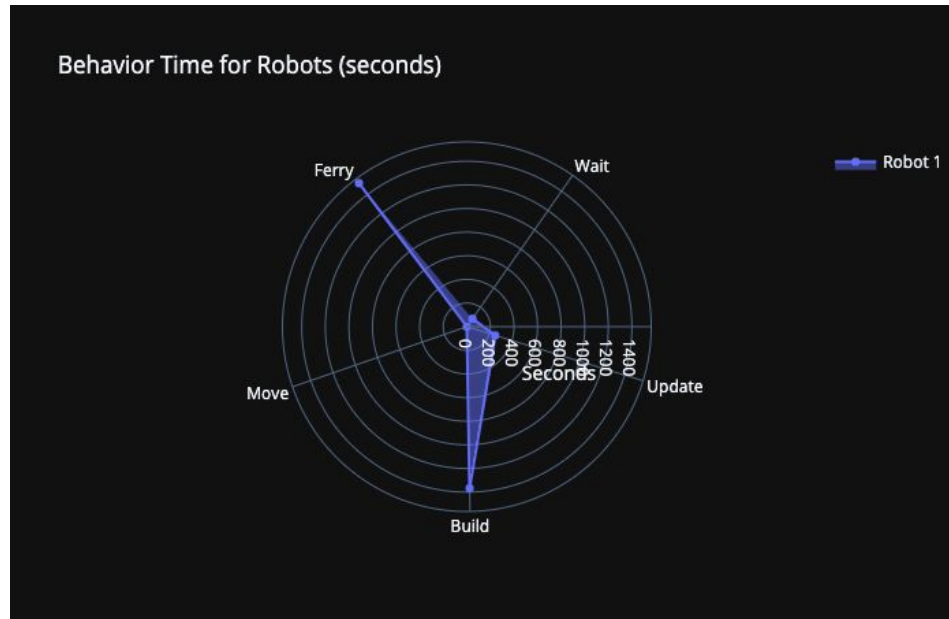 Behavior Time for Robots (seconds)
Robot 1
Ferry
Wait
0
200
400
600
800
1000
1200
1400
Seconds
Update
Move
Build